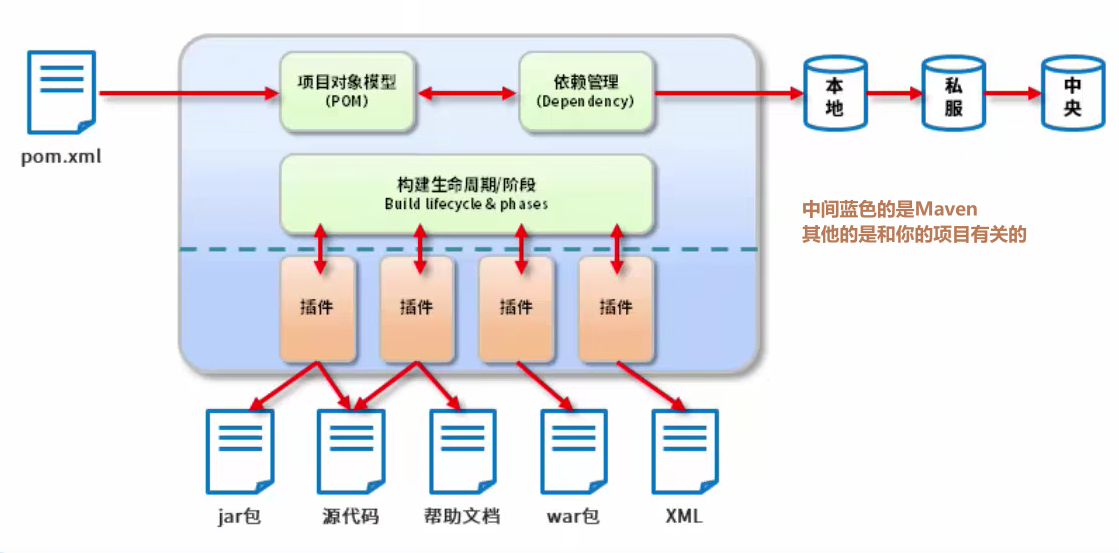 pom.xml
项目对象模型
(POM)
依赖管理
(Dependency)
本
地
私
服
中
央
构建生命周期/阶段
Build lifecycle & phases
中间蓝色的是Maven
其他的是和你的项目有关的
插件
插件
插件
插件
jar包
源代码
帮助文档
war包
XML